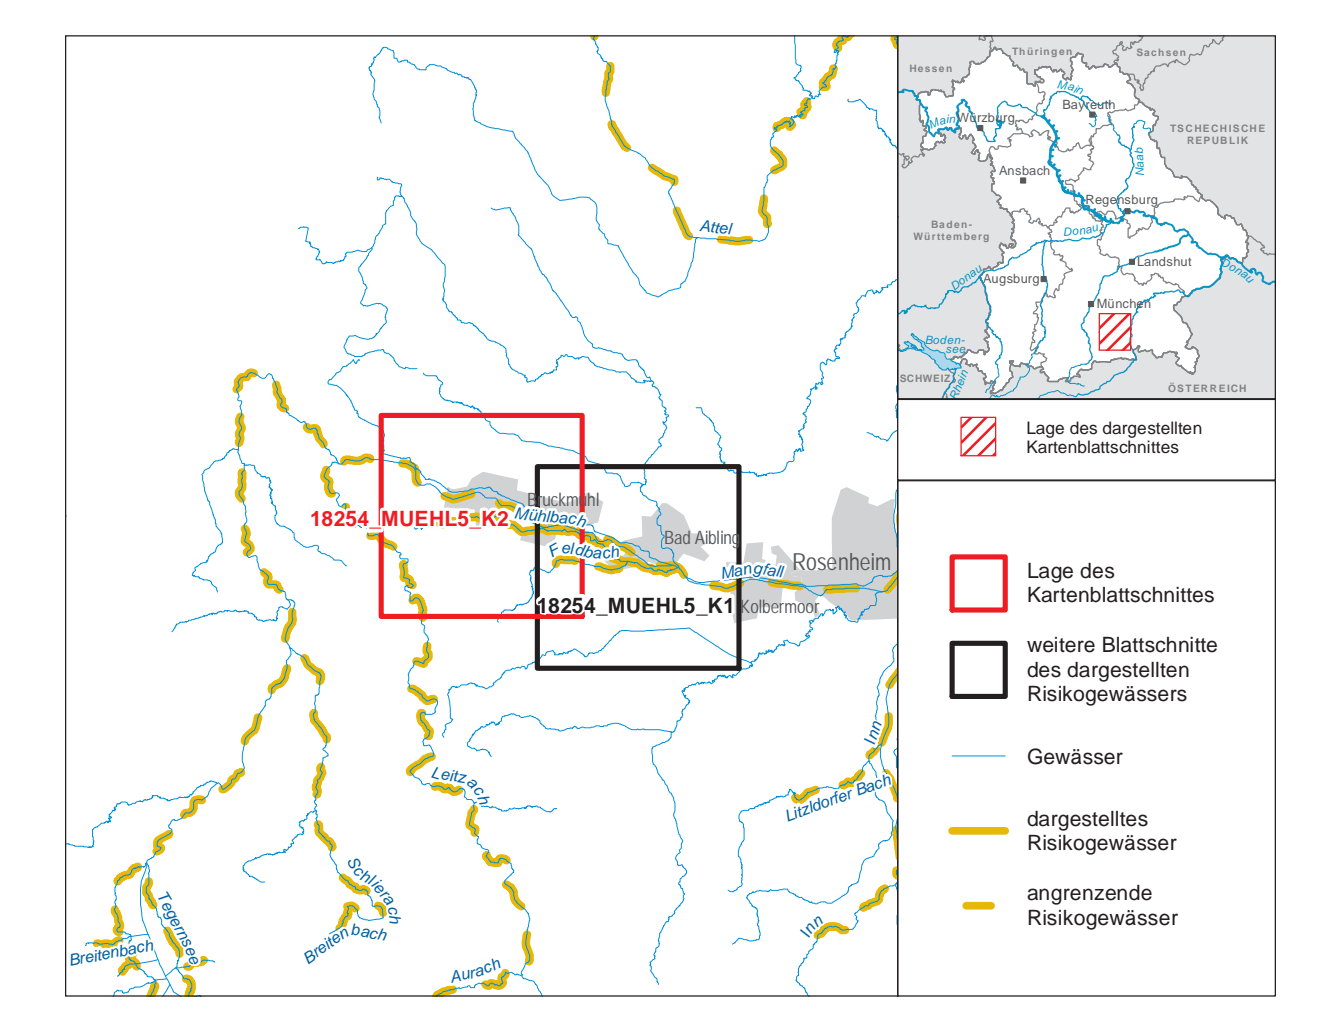 Attel
Bruckmühl
18254_MUEHL5_K2
Mühlbach
Feldbach
Bad Aibling
Mangfall
Rosenheim
18254_MUEHL5_K1
Kolbermoor
Inn
Leitzach
Litzldorfer Bach
Schlierach
Tegernsee
Breitenbach
Breitenbach
Inn
Aurach
Thüringen
Sachsen
Hessen
Main
Bayreuth
Main
Würzburg
TSCHECHISCHE
REPUBLIK
Naab
Ansbach
Regensburg
Baden-
Württemberg
Donau
Landshut
Donau
Augsburg
Donau
München
Boden-
see
SCHWEIZ
Rhein
ÖSTERREICH
Lage des dargestellten
Kartenblattschnittes
Lage des
Kartenblattschnittes
weitere Blattschnitte
des dargestellten
Risikogewässers
Gewässer
dargestelltes
Risikogewässer
angrenzende
Risikogewässer